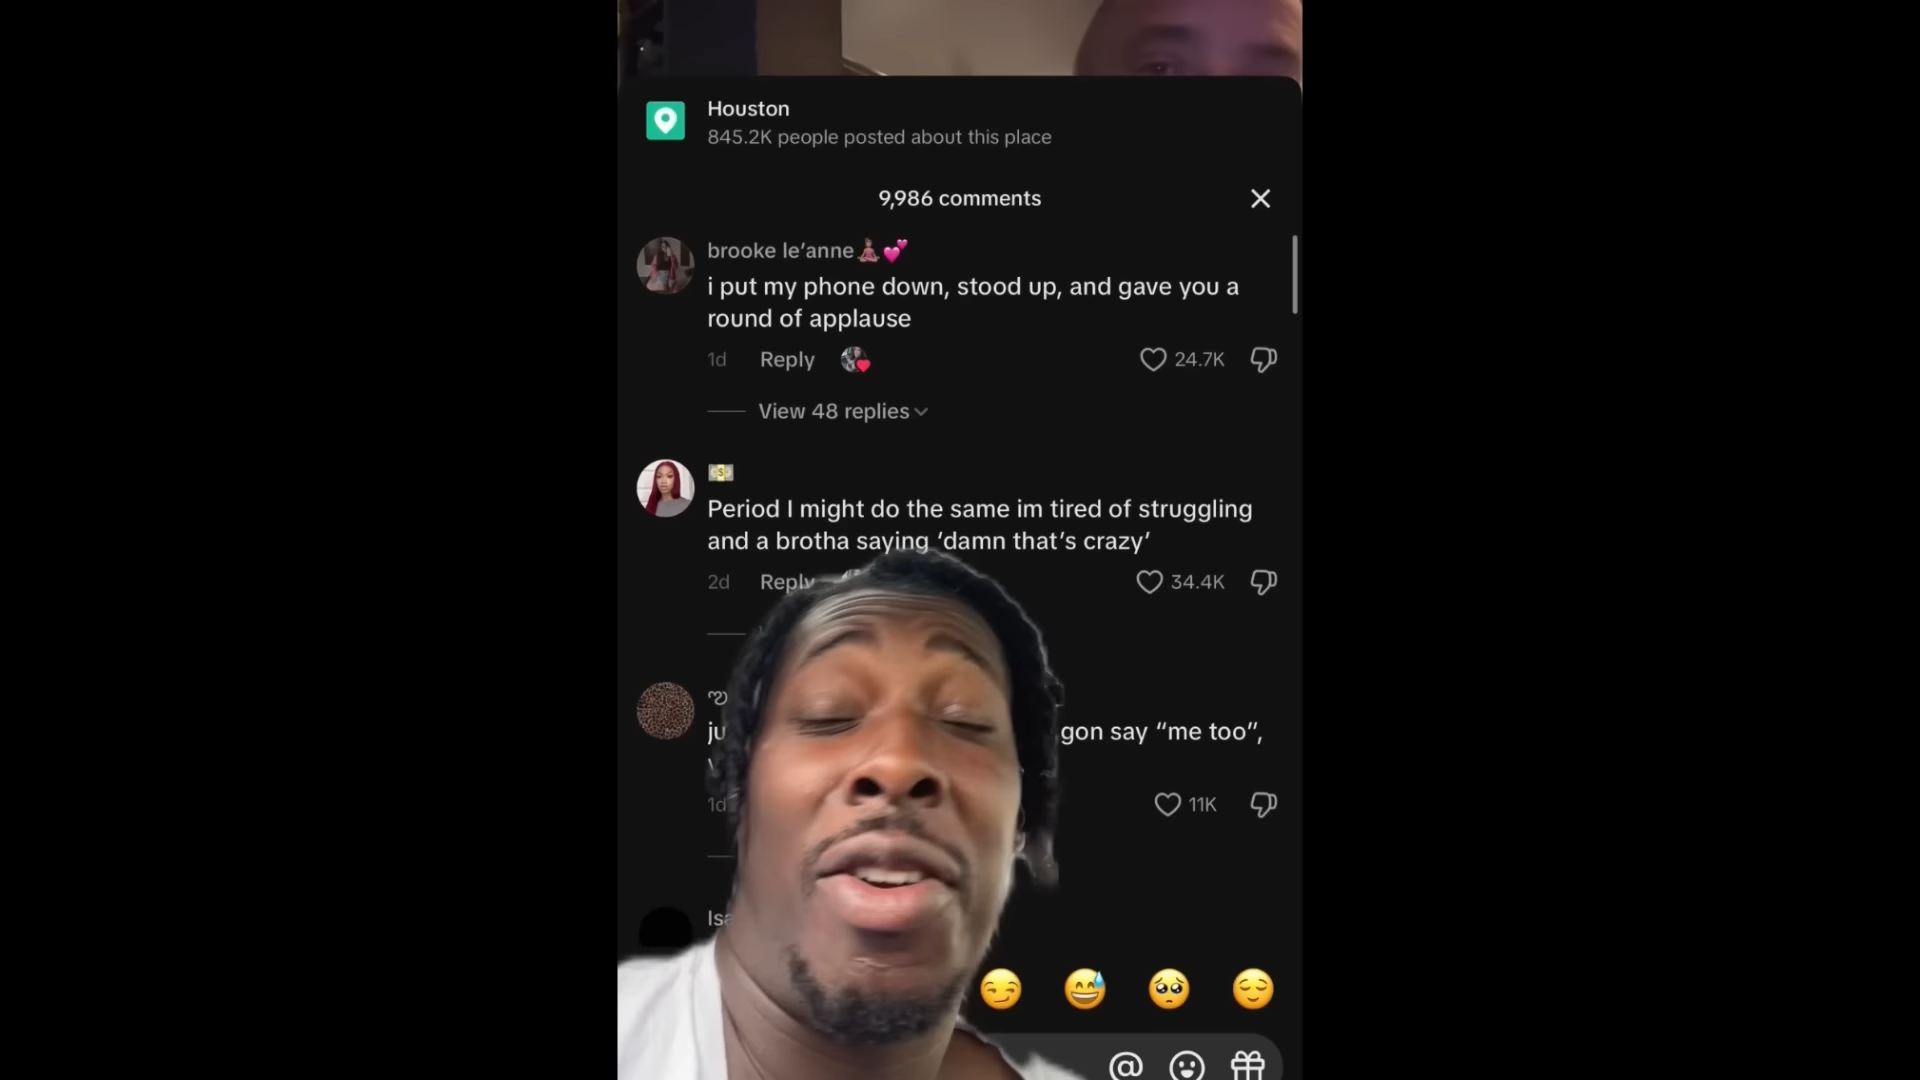 Houston
845.2K people posted about this place
9,986 comments
brooke le’anne
i put my phone down, stood up, and gave you a
round of applause
1d Reply 24.7K
View 48 replies
Period I might do the same im tired of struggling
and a brotha saying ‘damn that’s crazy’
2d Reply 34.4K
gon say “me too”,
1d 11K